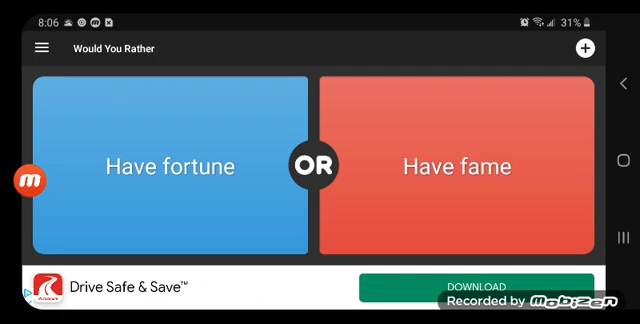 8:06
31%
Would You Rather
Have fortune
OR
Have fame
Drive Safe & Save™
DOWNLOAD
Recorded by Mobizen